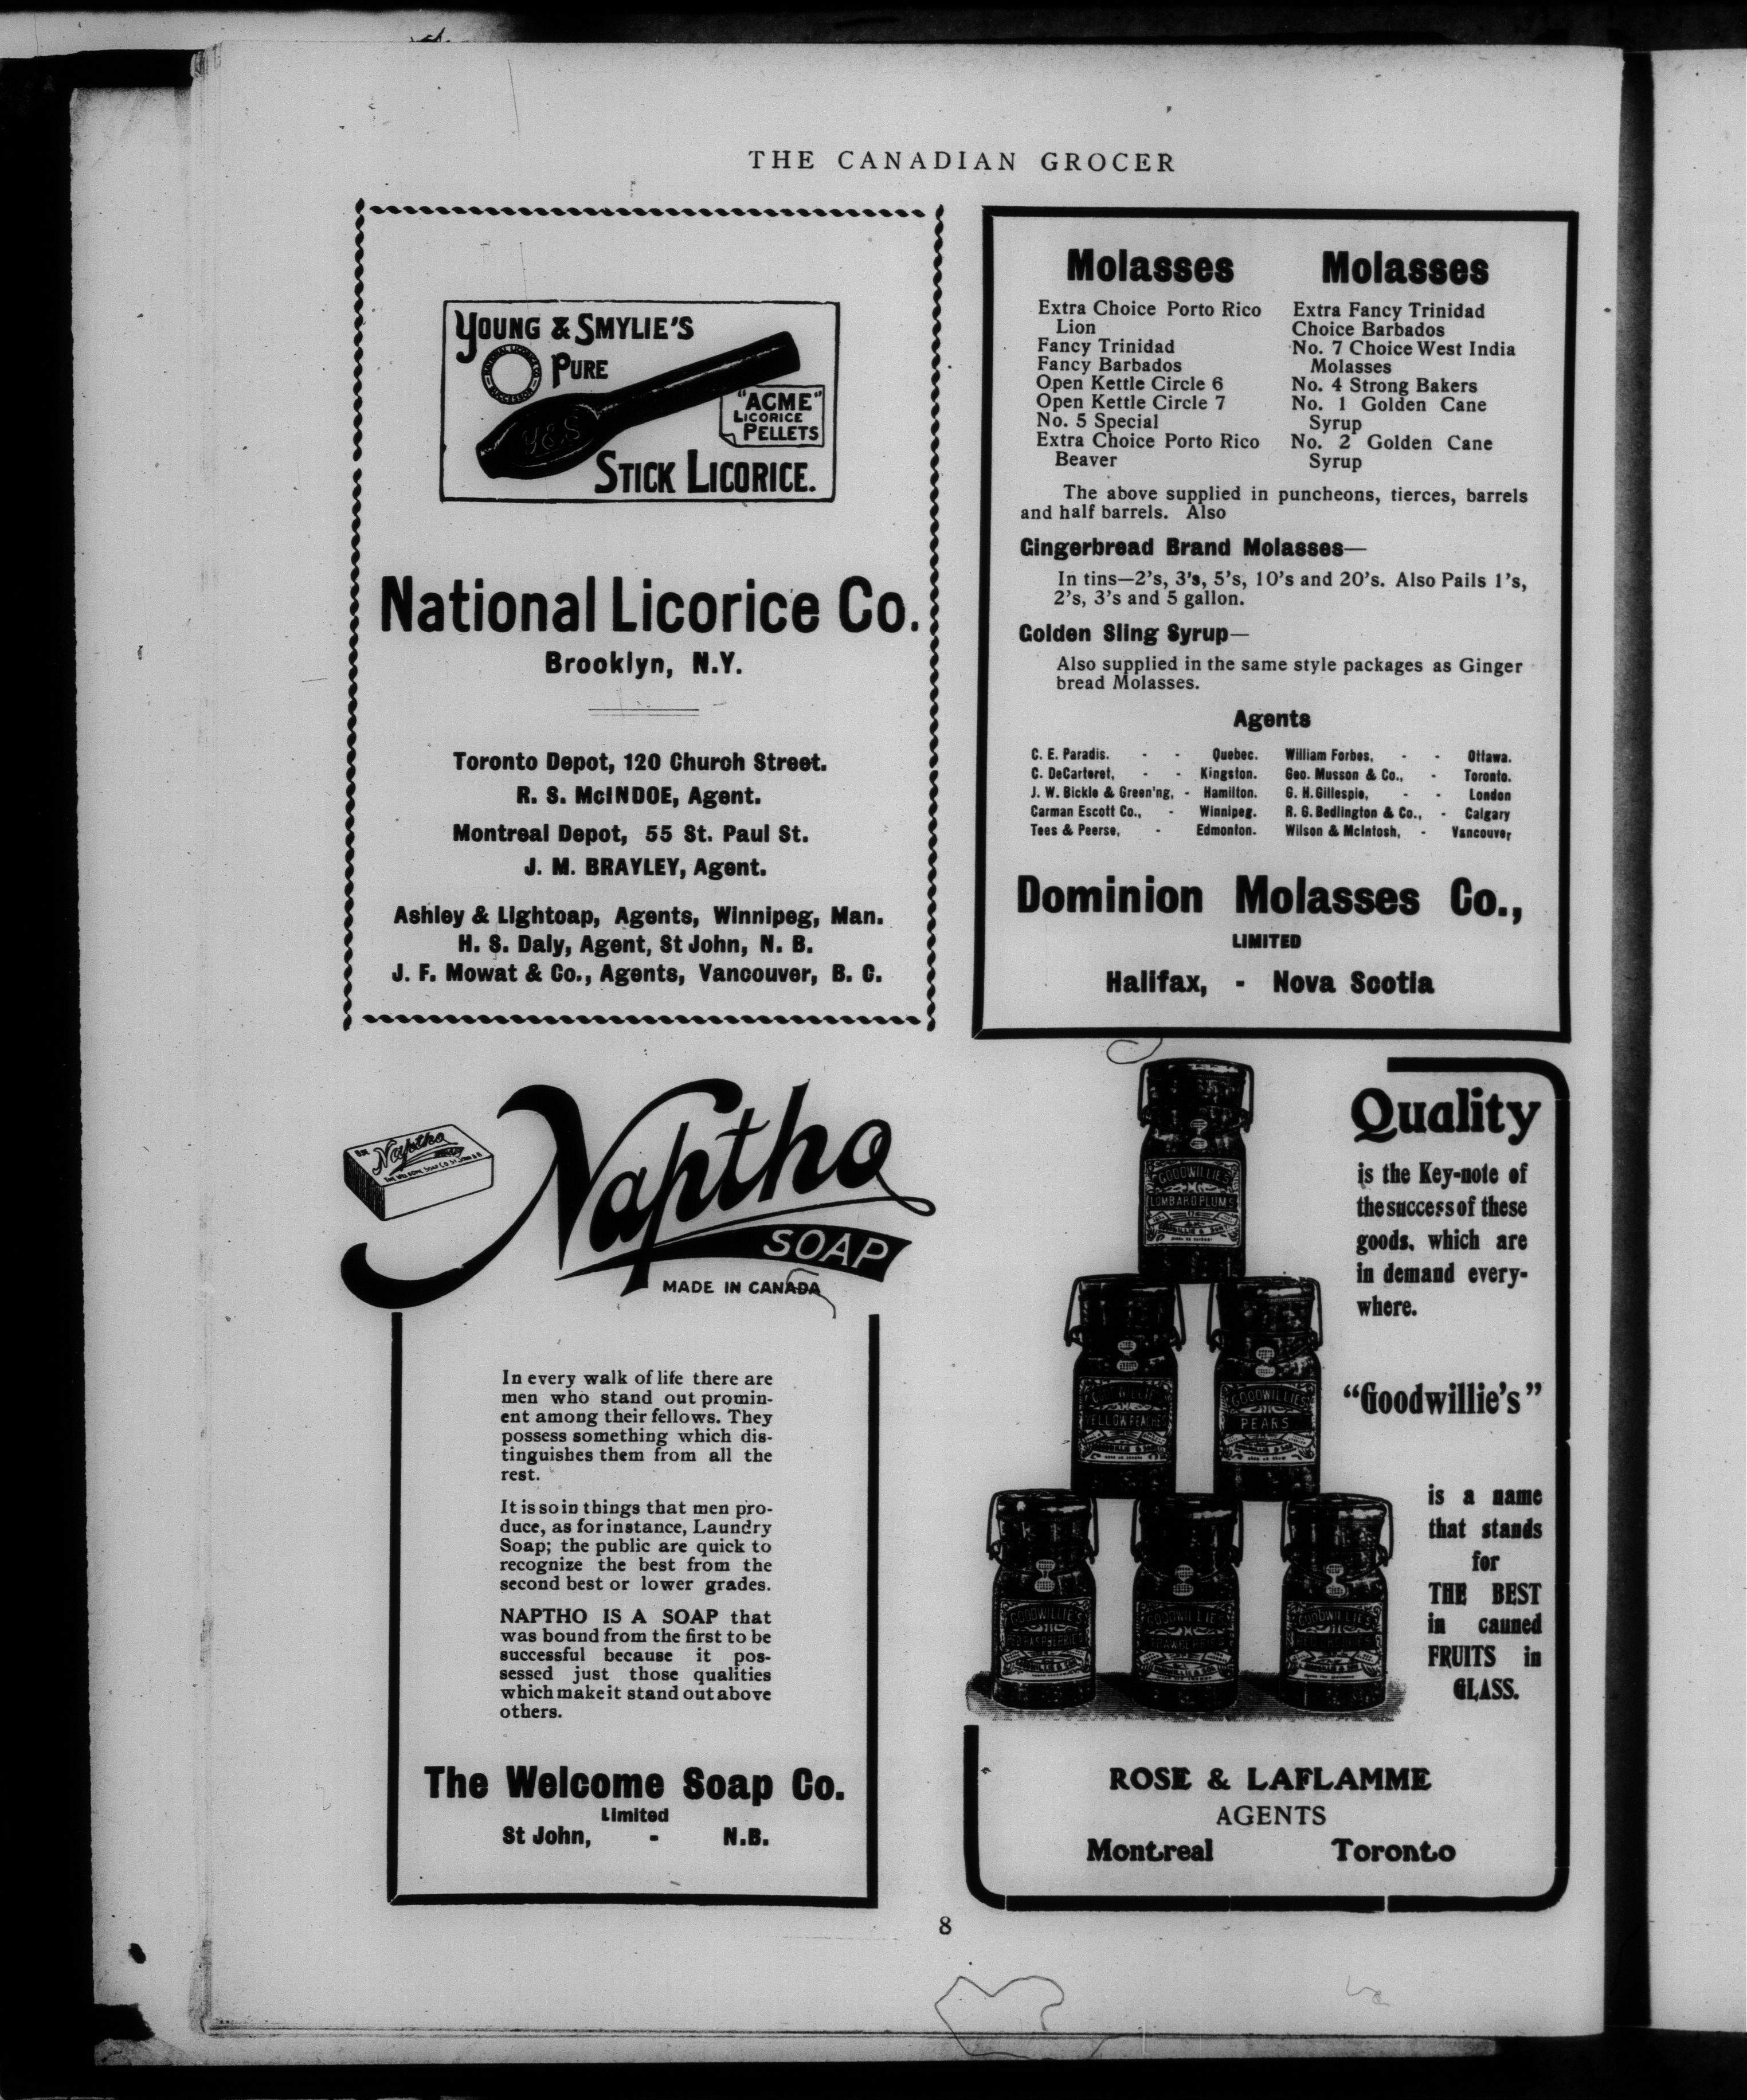 THE CANADIAN GROCER
YOUNG & SMYLIE'S
PURE
"ACME"
LICORICE
PELLETS
Y&S
STICK LICORICE.
National Licorice Co.
Brooklyn, N.Y.
Toronto Depot, 120 Church Street.
R. S. McINDOE, Agent.
Montreal Depot, 55 St. Paul St.
J. M. BRAYLEY, Agent.
Ashley & Lightcap, Agents, Winnipeg, Man.
H. S. Daly, Agent, St John, N. B.
J. F. Mowat & Co., Agents, Vancouver, B. C.
Molasses
Extra Choice Porto Rico
Lion
Fancy Trinidad
Fancy Barbados
Open Kettle Circle 6
Open Kettle Circle 7
No. 5 Special
Extra Choice Porto Rico
Beaver
Molasses
Extra Fancy Trinidad
Choice Barbados
No. 7 Choice West India
Molasses
No. 4 Strong Bakers
No. 1 Golden Cane
Syrup
No. 2 Golden Cane
Syrup
The above supplied in puncheons, tierces, barrels
and half barrels. Also
Gingerbread Brand Molasses—
In tins—2's, 3's, 5's, 10's and 20's. Also Pails 1's,
2's, 3's and 5 gallon.
Golden Sling Syrup—
Also supplied in the same style packages as Ginger
bread Molasses.
Agents
C. E. Paradis. - - Quebec. William Forbes, - - Ottawa.
C. DeCarteret, - - Kingston. Geo. Musson & Co., - Toronto.
J. W. Bickle & Green'ng, - Hamilton. G. H. Gillespie, - - London
Carman Escott Co., - Winnipeg. R. G. Bedlington & Co., - Calgary
Tees & Peerse, - Edmonton. Wilson & McIntosh, - Vancouver
Dominion Molasses Co.,
LIMITED
Halifax, - Nova Scotia
Naptho
Naptho
SOAP
MADE IN CANADA
In every walk of life there are
men who stand out promin-
ent among their fellows. They
possess something which dis-
tinguishes them from all the
rest.
It is so in things that men pro-
duce, as for instance, Laundry
Soap; the public are quick to
recognize the best from the
second best or lower grades.
NAPTHO IS A SOAP that
was bound from the first to be
successful because it pos-
sessed just those qualities
which make it stand out above
others.
The Welcome Soap Co.
Limited
St John, - N.B.
Quality
is the Key-note of
the success of these
goods, which are
in demand every-
where.
"Goodwillie's"
is a name
that stands
for
THE BEST
in canned
FRUITS in
GLASS.
GOODWILLIE'S
LOMBARD PLUMS
YELLOW PEACHES
GOODWILLIES
PEARS
GOODWILLIE'S
RED RASPBERRIES
GOODWILLIES
STRAWBERRIES
GOODWILLIES
ROSE & LAFLAMME
AGENTS
Montreal Toronto
8